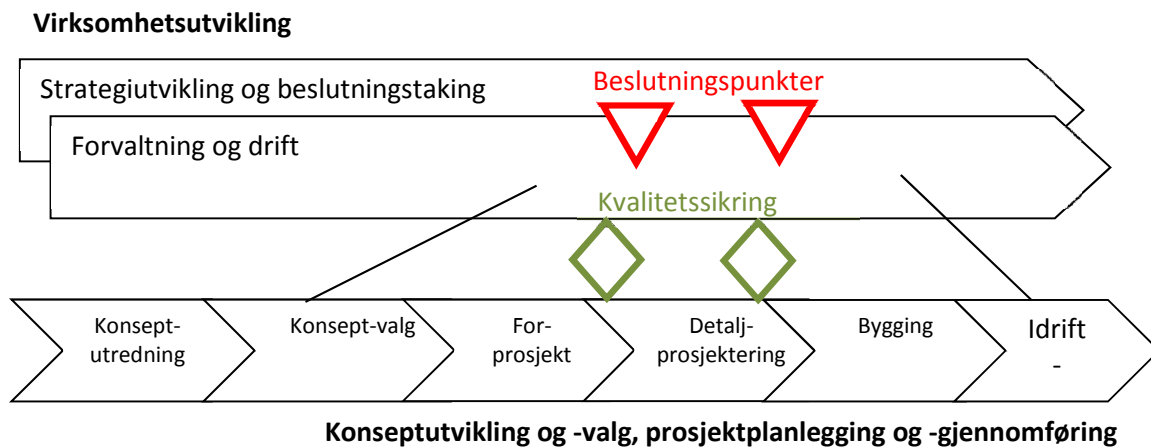 Virksomhetsutvikling
Strategiutvikling og beslutningstaking
Beslutningspunkter
Forvaltning og drift
Kvalitetssikring
Konsept-
utredning
Konsept-valg
For-
prosjekt
Detalj-
prosjektering
Bygging
Idrift
-
Konseptutvikling og -valg, prosjektplanlegging og -gjennomføring